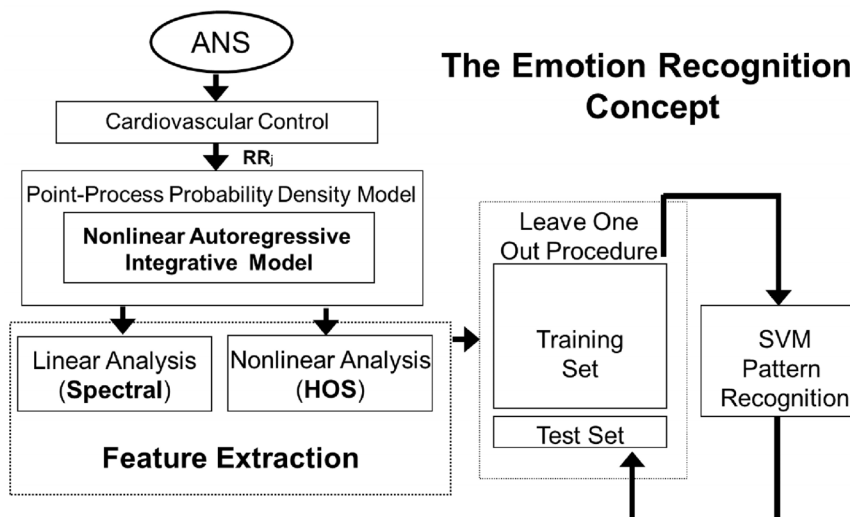 ANS
The Emotion Recognition
Concept
Cardiovascular Control
RRj
Point-Process Probability Density Model
Nonlinear Autoregressive
Integrative Model
Linear Analysis
(Spectral)
Nonlinear Analysis
(HOS)
Feature Extraction
Leave One
Out Procedure
Training
Set
Test Set
SVM
Pattern
Recognition